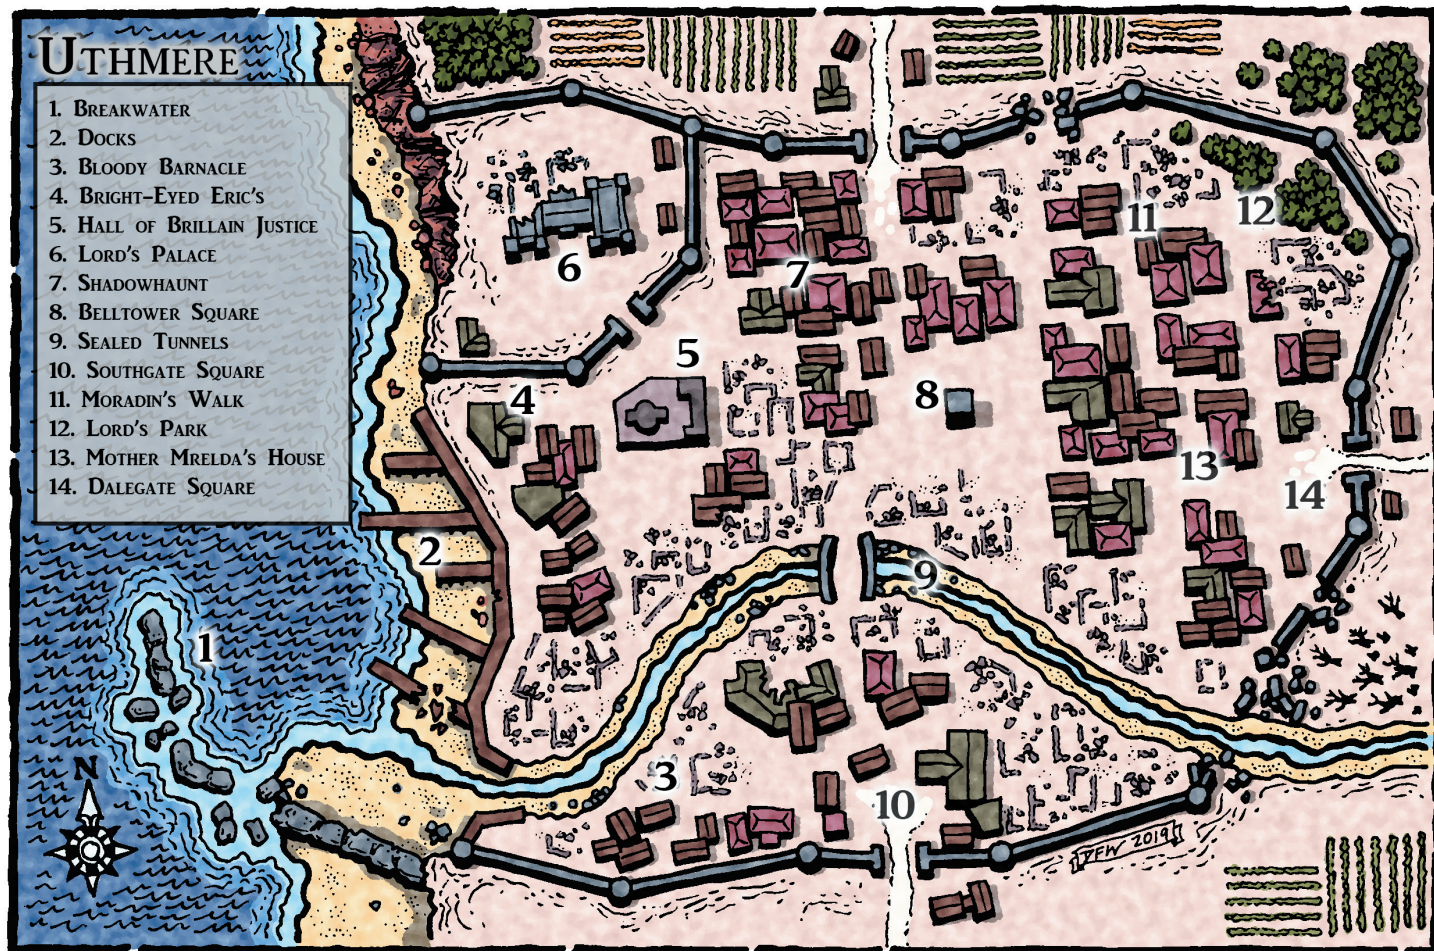 UTHMERE
1. BREAKWATER
2. DOCKS
3. BLOODY BARNACLE
4. BRIGHT-EYED ERIC'S
5. HALL OF BRILLAIN JUSTICE
6. LORD'S PALACE
7. SHADOWHAUNT
8. BELLTOWER SQUARE
9. SEALED TUNNELS
10. SOUTHGATE SQUARE
11. MORADIN'S WALK
12. LORD'S PARK
13. MOTHER MRELDA'S HOUSE
14. DALEGATE SQUARE
11
12
6
7
5
4
8
13
14
2
9
1
3
N
10
ZFW 2019